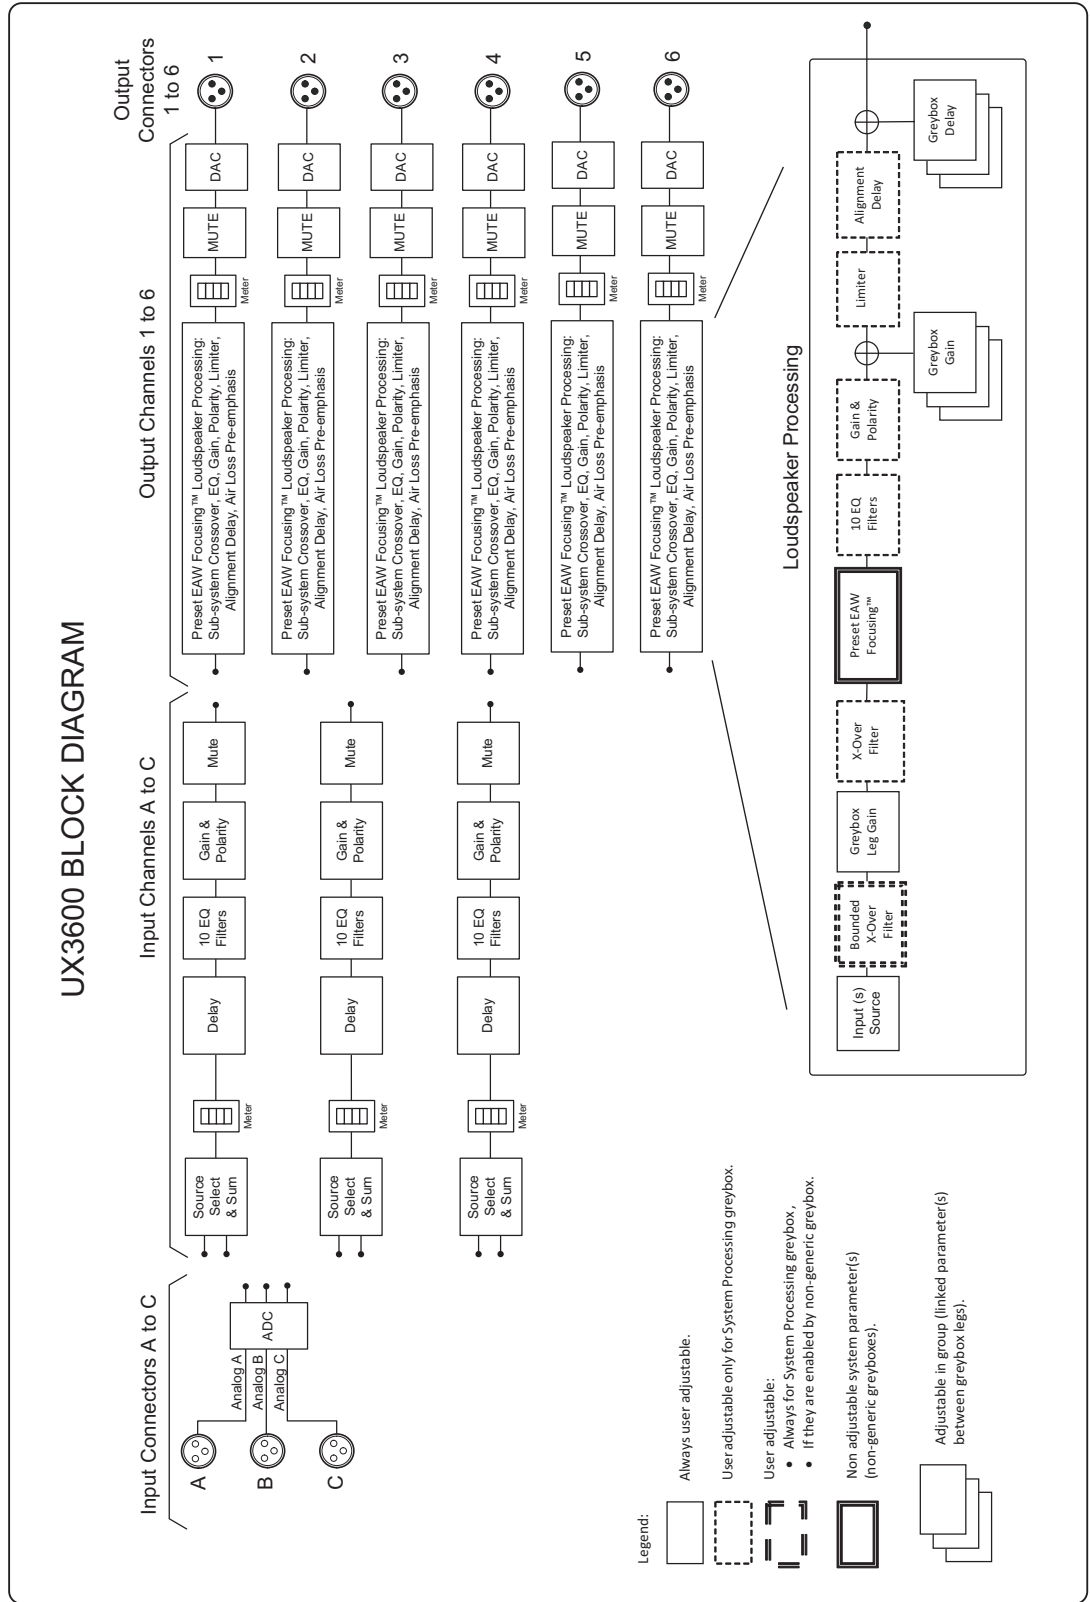 UX3600 BLOCK DIAGRAM
Input Connectors A to C
Input Channels A to C
Output Channels 1 to 6
Output
Connectors
1 to 6
A
B
C
Analog A
Analog B
Analog C
ADC
Source
Select
& Sum
Meter
Delay
10 EQ
Filters
Gain &
Polarity
Mute
Source
Select
& Sum
Meter
Delay
10 EQ
Filters
Gain &
Polarity
Mute
Source
Select
& Sum
Meter
Delay
10 EQ
Filters
Gain &
Polarity
Mute
Preset EAW Focusing™ Loudspeaker Processing:
Sub-system Crossover, EQ, Gain, Polarity, Limiter,
Alignment Delay, Air Loss Pre-emphasis
Meter
MUTE
DAC
1
Preset EAW Focusing™ Loudspeaker Processing:
Sub-system Crossover, EQ, Gain, Polarity, Limiter,
Alignment Delay, Air Loss Pre-emphasis
Meter
MUTE
DAC
2
Preset EAW Focusing™ Loudspeaker Processing:
Sub-system Crossover, EQ, Gain, Polarity, Limiter,
Alignment Delay, Air Loss Pre-emphasis
Meter
MUTE
DAC
3
Preset EAW Focusing™ Loudspeaker Processing:
Sub-system Crossover, EQ, Gain, Polarity, Limiter,
Alignment Delay, Air Loss Pre-emphasis
Meter
MUTE
DAC
4
Preset EAW Focusing™ Loudspeaker Processing:
Sub-system Crossover, EQ, Gain, Polarity, Limiter,
Alignment Delay, Air Loss Pre-emphasis
Meter
MUTE
DAC
5
Preset EAW Focusing™ Loudspeaker Processing:
Sub-system Crossover, EQ, Gain, Polarity, Limiter,
Alignment Delay, Air Loss Pre-emphasis
Meter
MUTE
DAC
6
Legend:
Always user adjustable.
User adjustable only for System Processing greybox.
User adjustable:
• Always for System Processing greybox ,
• If they are enabled by non-generic greybox.
Non adjustable system parameter(s)
(non-generic greyboxes).
Adjustable in group (linked parameter(s)
between greybox legs).
Loudspeaker Processing
Input (s)
Source
Bounded
X-Over
Filter
Greybox
Leg Gain
X-Over
Filter
Preset EAW
Focusing™
10 EQ
Filters
Gain &
Polarity
Greybox
Gain
Limiter
Alignment
Delay
Greybox
Delay